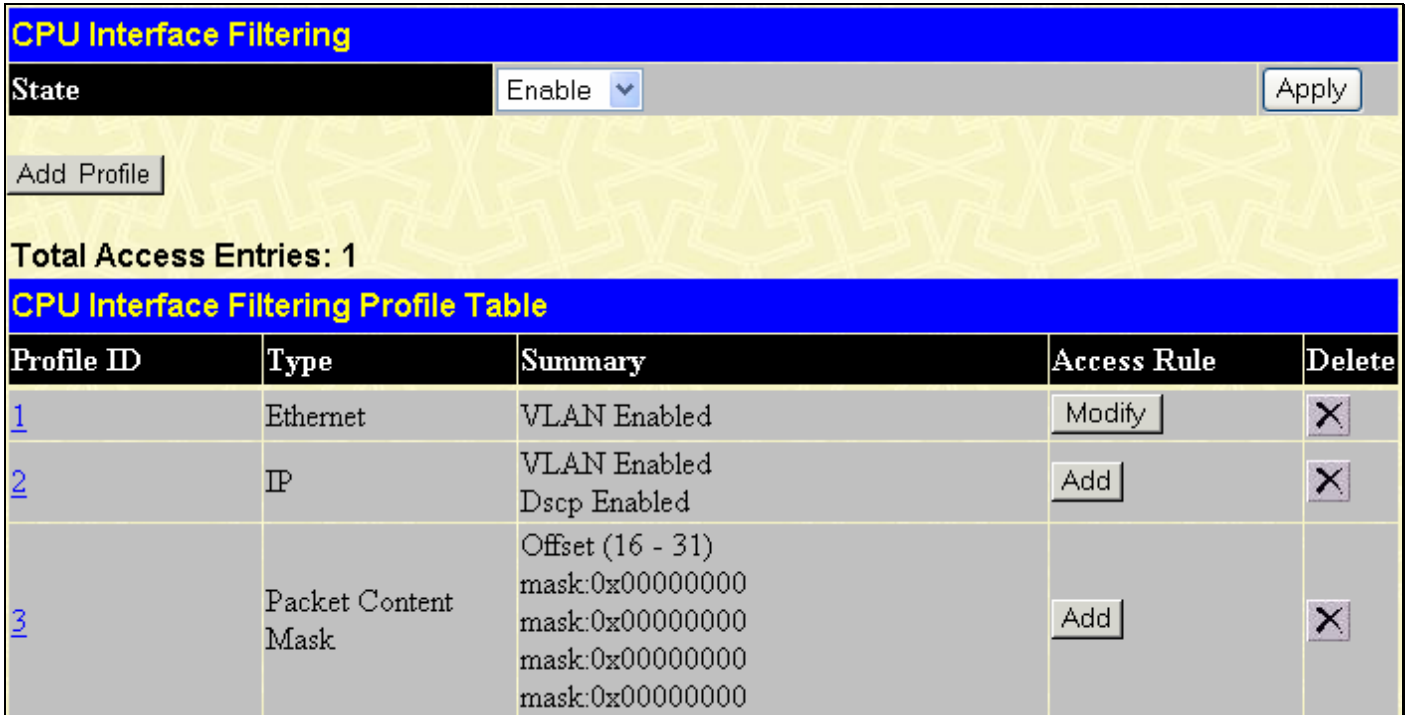 CPU Interface Filtering
State Enable Apply
Add Profile
Total Access Entries: 1
CPU Interface Filtering Profile Table
Profile ID Type Summary Access Rule Delete
1 Ethernet VLAN Enabled Modify
2 IP VLAN Enabled Add
Dscp Enabled
3 Packet Content Mask Offset (16 - 31) Add
mask:0x00000000
mask:0x00000000
mask:0x00000000
mask:0x00000000